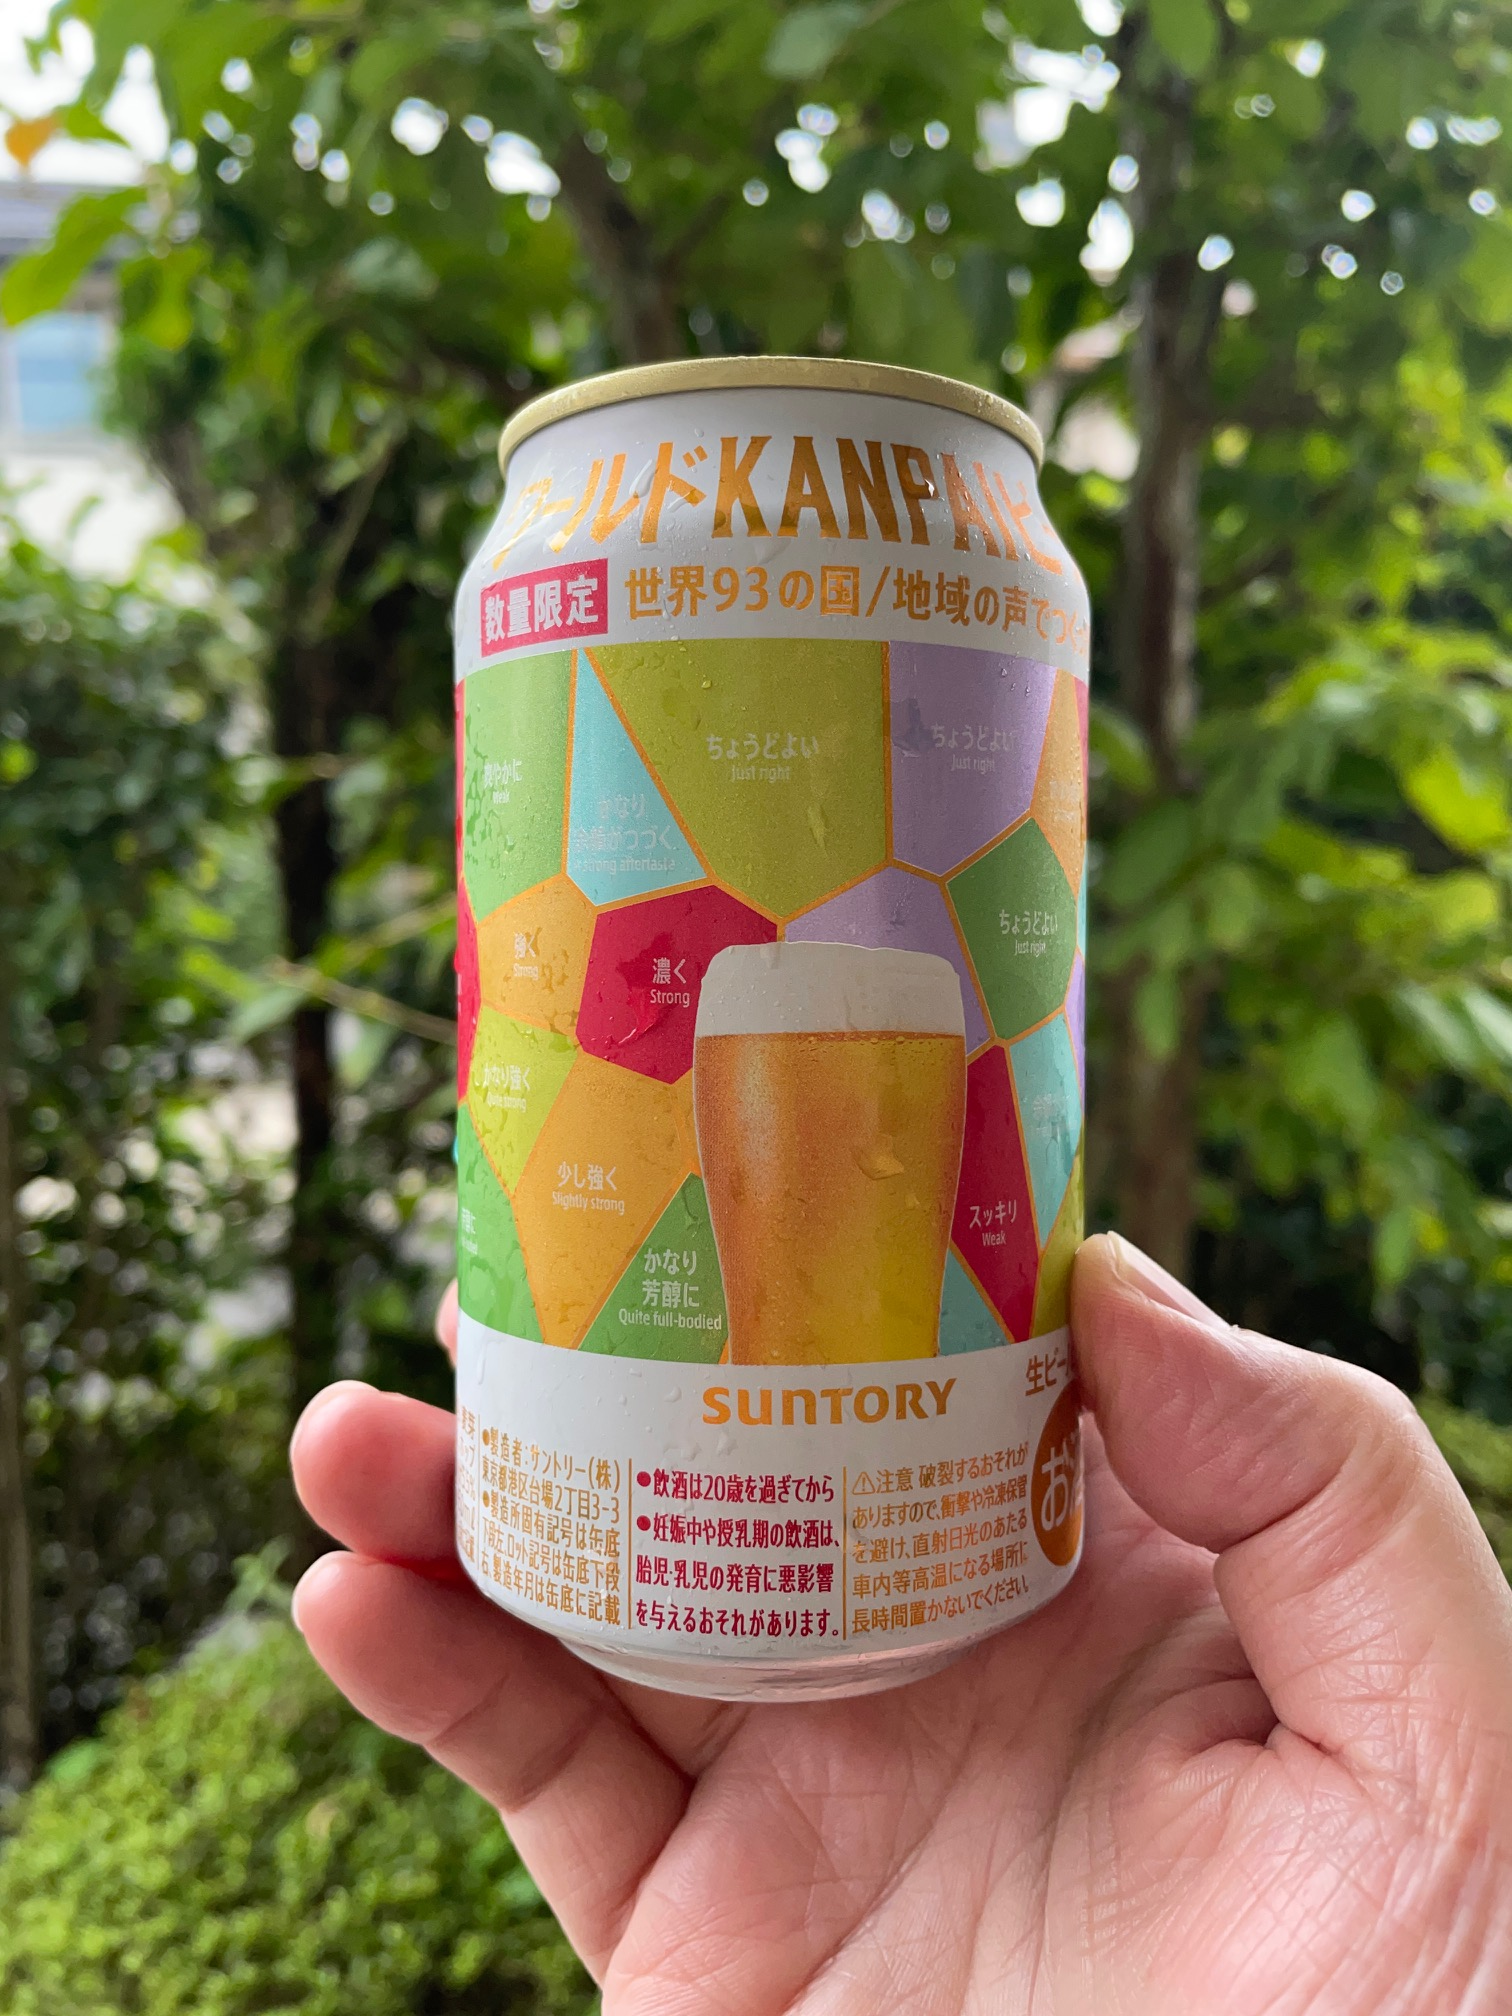 ワールドKANPAIビー
数量限定
世界93の国/地域の声でつく
ちょうどよい
Just right
ちょうどよい
Just right
爽やかに
Weak
かなり
余韻がつづく
strong aftertaste
ちょうどよい
Just right
強く
Strong
濃く
Strong
かなり強く
Quite strong
少し強く
Slightly strong
スッキリ
Weak
かなり
芳醇に
Quite full-bodied
SUNTORY
生ビー
お酒
●製造者:サントリー(株)
東京都港区台場2丁目3-3
●製造所固有記号は缶底
下段左、ロット記号は缶底下段
右、製造年月は缶底に記載
●飲酒は20歳を過ぎてから
●妊娠中や授乳期の飲酒は、
胎児・乳児の発育に悪影響
を与えるおそれがあります。
⚠注意 破裂するおそれが
ありますので、衝撃や冷凍保管
を避け、直射日光のあたる
車内等高温になる場所に
長時間置かないでください。